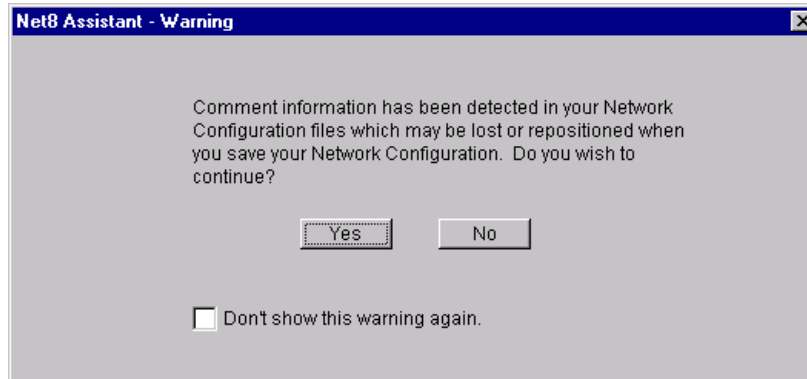 Net8 Assistant - Warning
Comment information has been detected in your Network
Configuration files which may be lost or repositioned when
you save your Network Configuration.  Do you wish to
continue?
Yes
No
Don't show this warning again.